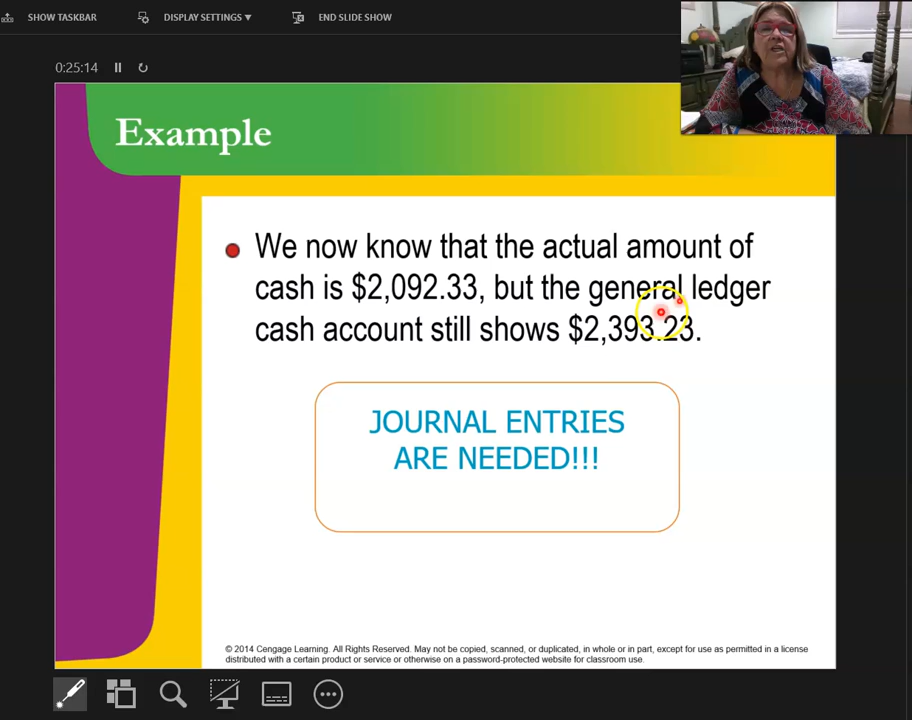 SHOW TASKBAR DISPLAY SETTINGS ▼ END SLIDE SHOW
0:25:14
Example
We now know that the actual amount of
cash is $2,092.33, but the general ledger
cash account still shows $2,393.23.
JOURNAL ENTRIES
ARE NEEDED!!!
© 2014 Cengage Learning. All Rights Reserved. May not be copied, scanned, or duplicated, in whole or in part, except for use as permitted in a license
distributed with a certain product or service or otherwise on a password-protected website for classroom use.